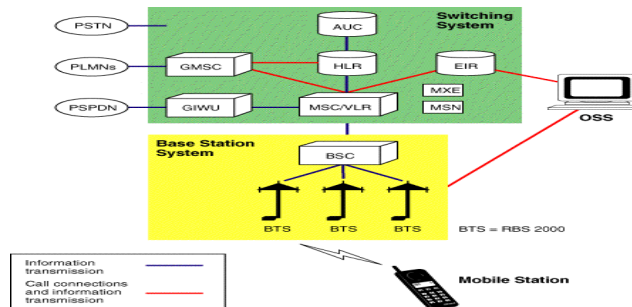 Switching
System
PSTN
AUC
PLMNs
GMSC
HLR
EIR
MXE
PSPDN
GIWU
MSC/VLR
MSN
OSS
Base Station
System
BSC
BTS
BTS
BTS
BTS = RBS 2000
Information
transmission
Call connections
and information
transmission
Mobile Station